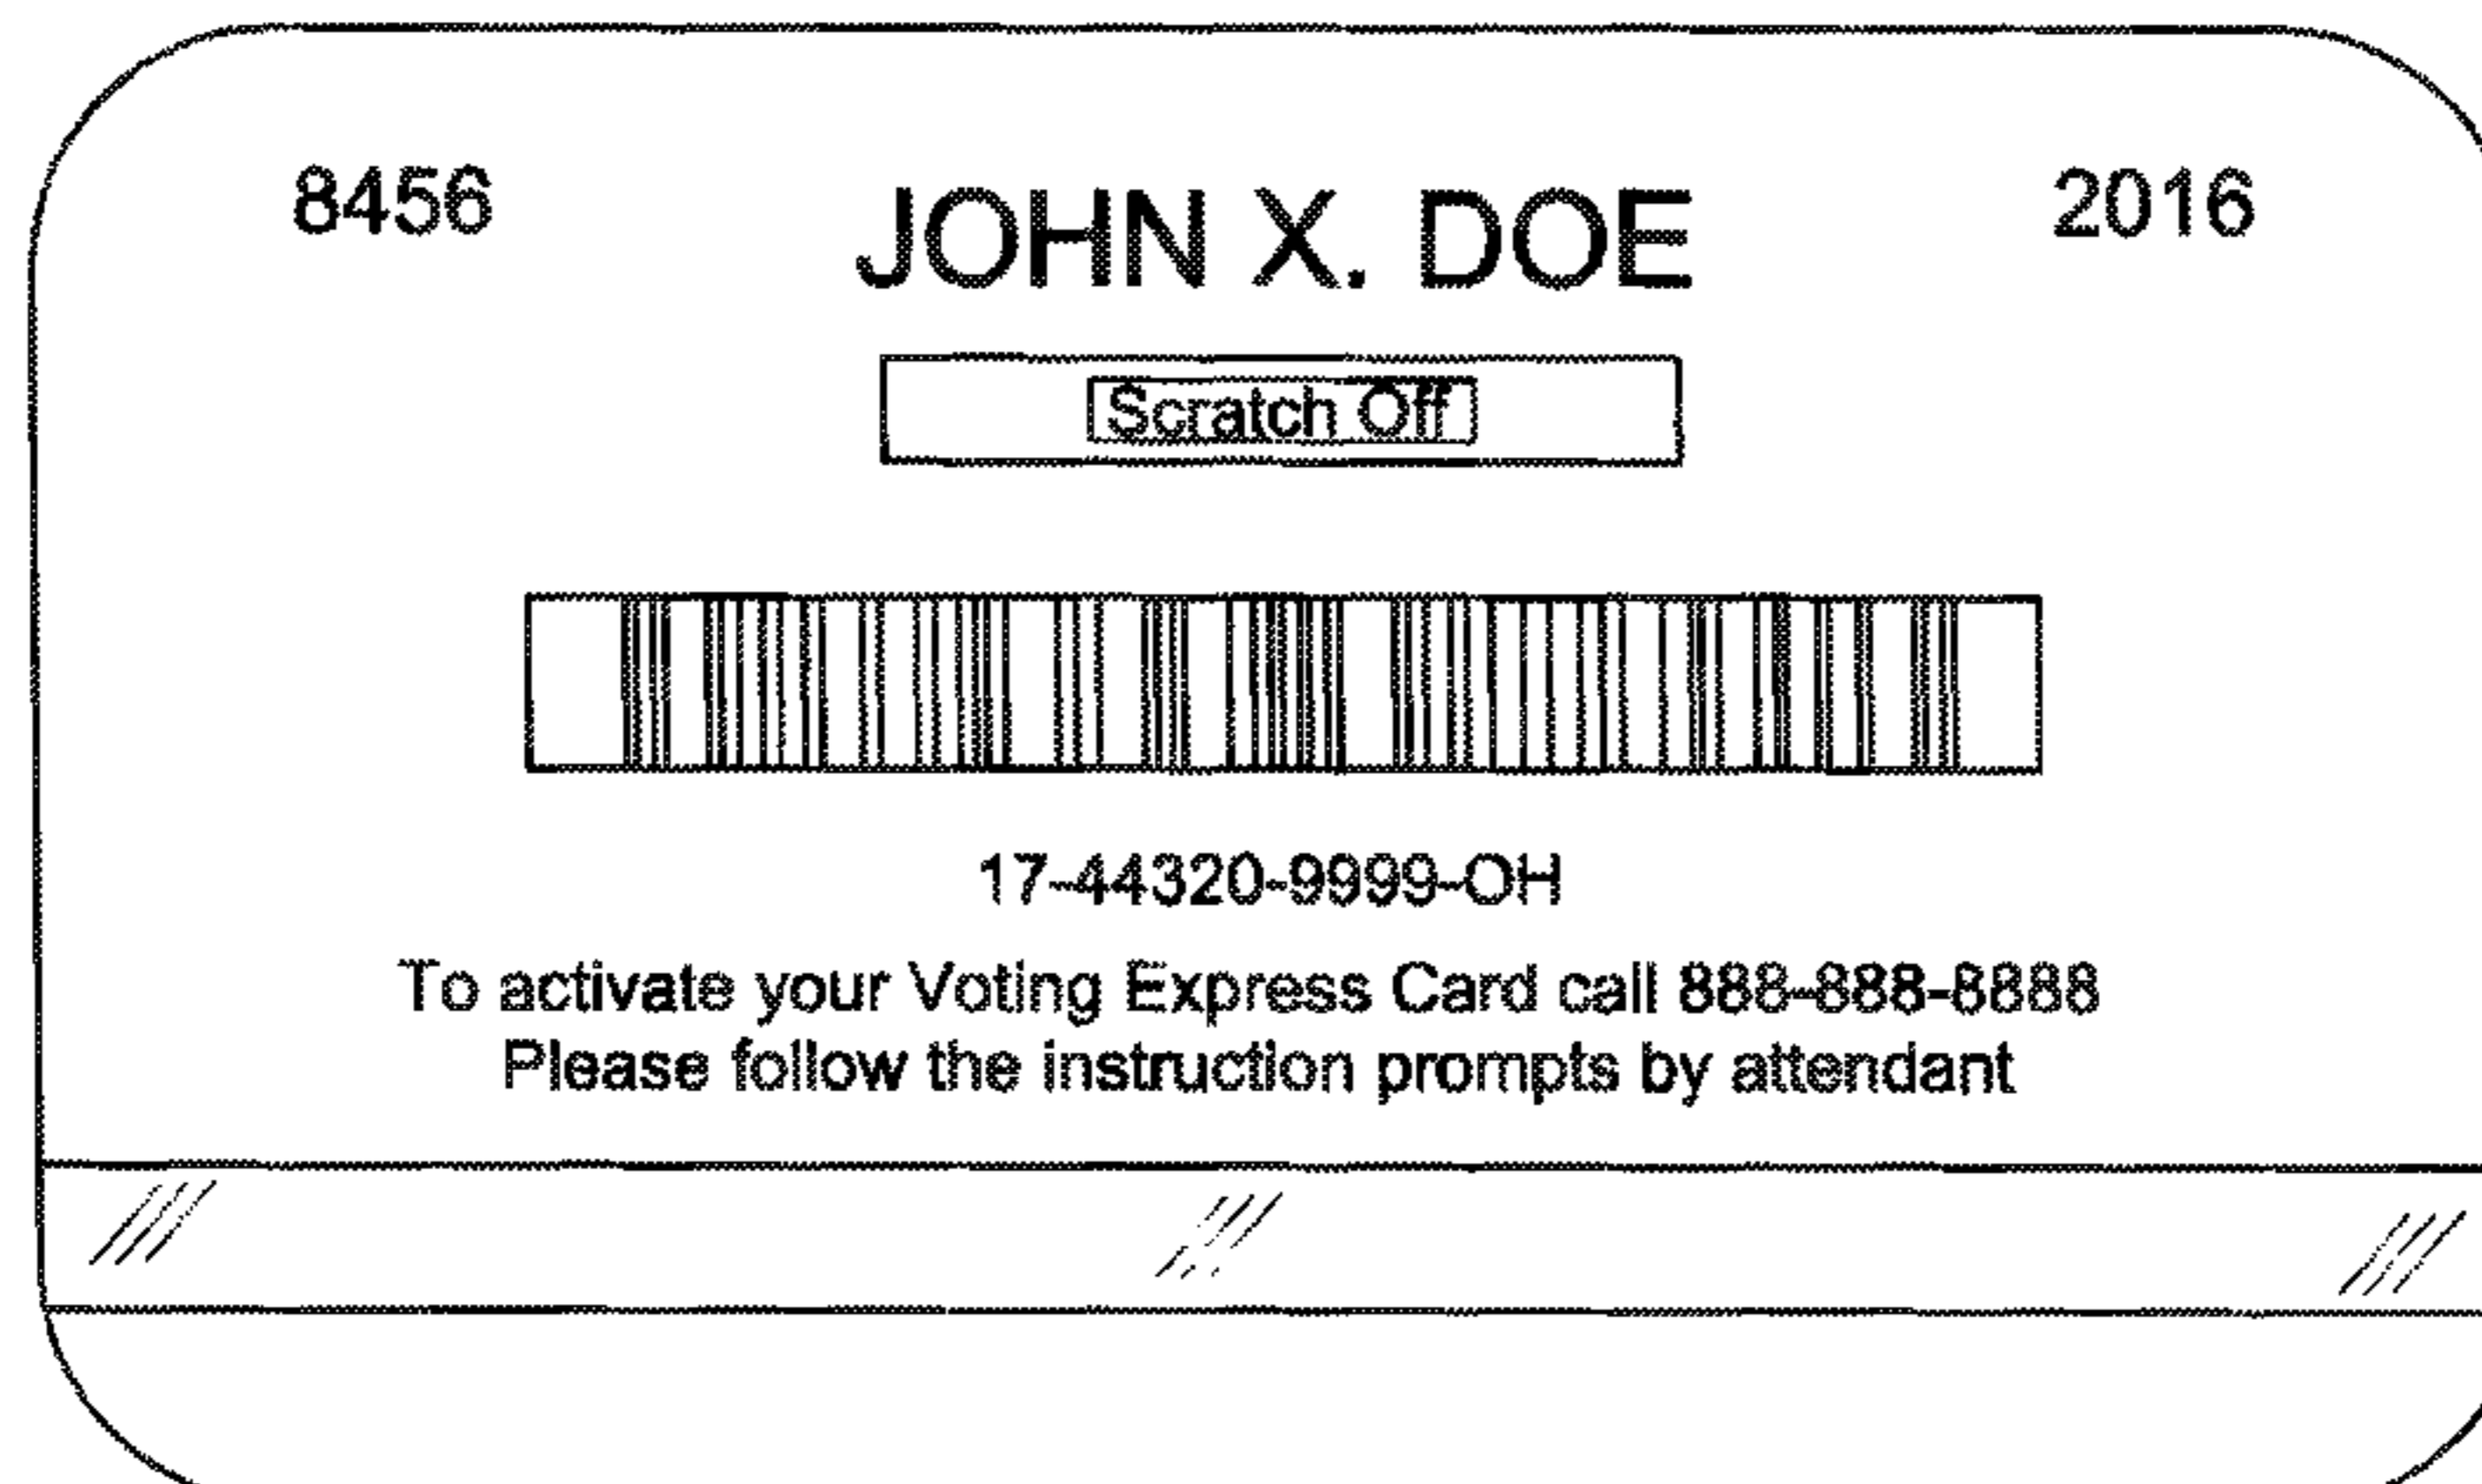 8456 JOHN X. DOE 2016
Scratch Off
17-44320-9999-OH
To activate your Voting Express Card call 888-888-8888
Please follow the instruction prompts by attendant